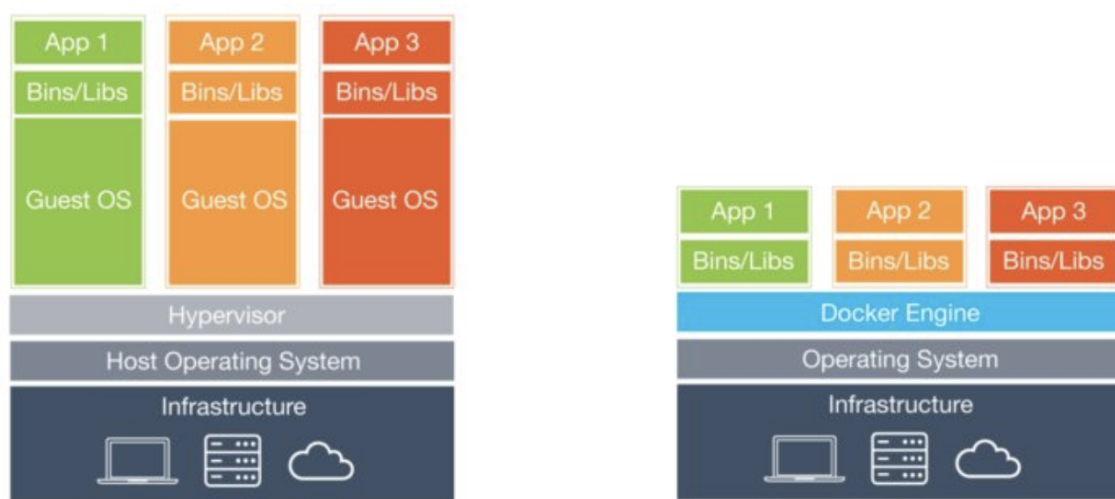 App 1
App 2
App 3
Bins/Libs
Bins/Libs
Bins/Libs
Guest OS
Guest OS
Guest OS
Hypervisor
Host Operating System
Infrastructure
App 1
App 2
App 3
Bins/Libs
Bins/Libs
Bins/Libs
Docker Engine
Operating System
Infrastructure